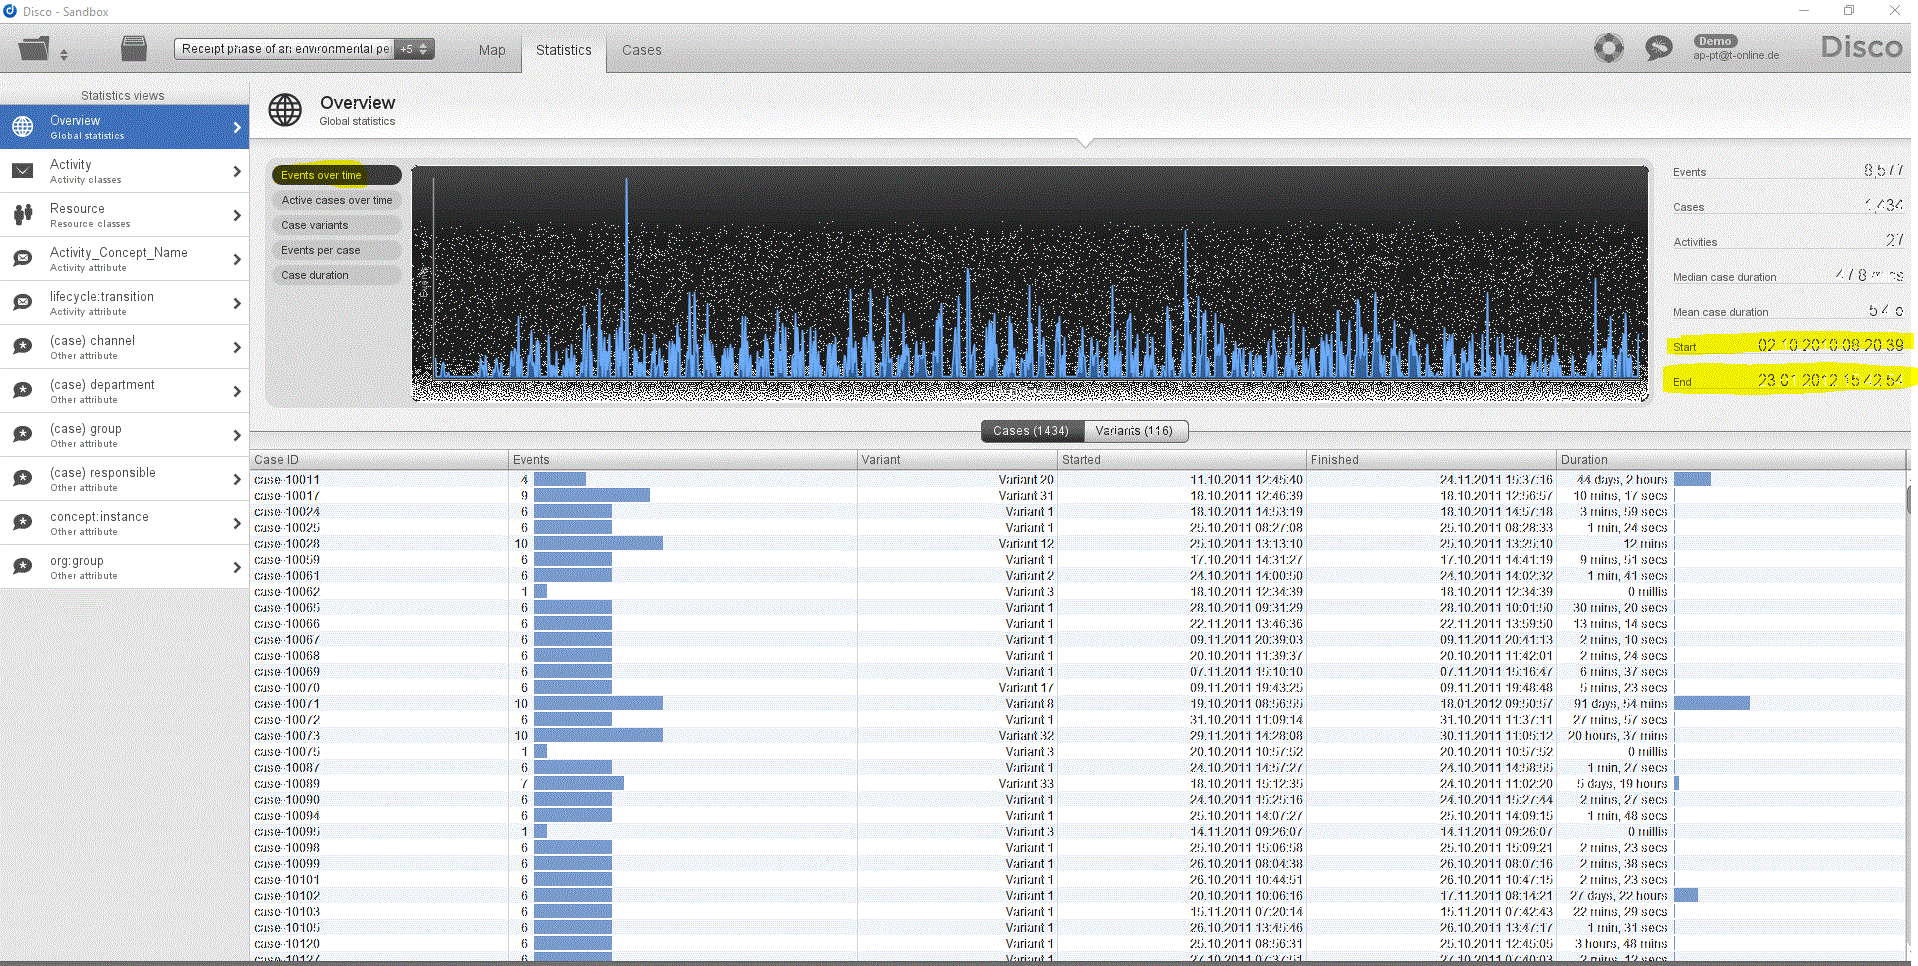 Disco - Sandbox
Receipt phase of an environmental pe +5
Map Statistics Cases
Demo
ap-pt@t-online.de
Disco
Statistics views
Overview
Global statistics
Activity
Activity classes
Resource
Resource classes
Activity_Concept_Name
Activity attribute
lifecycle:transition
Activity attribute
(case) channel
Other attribute
(case) department
Other attribute
(case) group
Other attribute
(case) responsible
Other attribute
concept:instance
Other attribute
org:group
Other attribute
Overview
Global statistics
Events over time
Active cases over time
Case variants
Events per case
Case duration
Events 8,577
Cases 1,434
Activities 27
Median case duration 47.8 mins
Mean case duration 5.4 d
Start 02.10.2010 08:20:39
End 23.01.2012 15:42:54
Cases (1434) Variants (116)
Case ID Events Variant Started Finished Duration
case-10011 4 Variant 20 11.10.2011 12:45:40 24.11.2011 15:37:16 44 days, 2 hours
case-10017 9 Variant 31 18.10.2011 12:46:39 18.10.2011 12:56:57 10 mins, 17 secs
case-10024 6 Variant 1 18.10.2011 14:53:19 18.10.2011 14:57:18 3 mins, 59 secs
case-10025 6 Variant 1 25.10.2011 08:27:08 25.10.2011 08:28:33 1 min, 24 secs
case-10028 10 Variant 12 25.10.2011 13:13:10 25.10.2011 13:25:10 12 mins
case-10059 6 Variant 1 17.10.2011 14:31:27 17.10.2011 14:41:19 9 mins, 51 secs
case-10061 6 Variant 2 24.10.2011 14:00:50 24.10.2011 14:02:32 1 min, 41 secs
case-10062 1 Variant 3 18.10.2011 12:34:39 18.10.2011 12:34:39 0 millis
case-10065 6 Variant 1 28.10.2011 09:31:29 28.10.2011 10:01:50 30 mins, 20 secs
case-10066 6 Variant 1 22.11.2011 13:46:36 22.11.2011 13:59:50 13 mins, 14 secs
case-10067 6 Variant 1 09.11.2011 20:39:03 09.11.2011 20:41:13 2 mins, 10 secs
case-10068 6 Variant 1 20.10.2011 11:39:37 20.10.2011 11:42:01 2 mins, 24 secs
case-10069 6 Variant 1 07.11.2011 15:10:10 07.11.2011 15:16:47 6 mins, 37 secs
case-10070 6 Variant 17 09.11.2011 19:43:25 09.11.2011 19:48:48 5 mins, 23 secs
case-10071 10 Variant 8 19.10.2011 08:56:55 18.01.2012 09:50:57 91 days, 54 mins
case-10072 6 Variant 1 31.10.2011 11:09:14 31.10.2011 11:37:11 27 mins, 57 secs
case-10073 10 Variant 32 29.11.2011 14:28:08 30.11.2011 11:05:12 20 hours, 37 mins
case-10075 1 Variant 3 20.10.2011 10:57:52 20.10.2011 10:57:52 0 millis
case-10087 6 Variant 1 24.10.2011 14:57:27 24.10.2011 14:58:55 1 min, 27 secs
case-10089 7 Variant 33 18.10.2011 15:12:35 24.10.2011 11:02:20 5 days, 19 hours
case-10090 6 Variant 1 24.10.2011 15:25:16 24.10.2011 15:27:44 2 mins, 27 secs
case-10094 6 Variant 1 25.10.2011 14:07:27 25.10.2011 14:09:15 1 min, 48 secs
case-10095 1 Variant 3 14.11.2011 09:26:07 14.11.2011 09:26:07 0 millis
case-10098 6 Variant 1 25.10.2011 15:06:58 25.10.2011 15:09:21 2 mins, 23 secs
case-10099 6 Variant 1 26.10.2011 08:04:38 26.10.2011 08:07:16 2 mins, 38 secs
case-10101 6 Variant 1 26.10.2011 10:44:51 26.10.2011 10:47:15 2 mins, 23 secs
case-10102 6 Variant 1 20.10.2011 10:06:16 17.11.2011 08:14:21 27 days, 22 hours
case-10103 6 Variant 1 15.11.2011 07:20:14 15.11.2011 07:42:43 22 mins, 29 secs
case-10105 6 Variant 1 26.10.2011 13:45:46 26.10.2011 13:47:17 1 min, 31 secs
case-10120 6 Variant 1 25.10.2011 08:56:31 25.10.2011 12:45:05 3 hours, 48 mins
case-10127 6 Variant 1 27.10.2011 07:37:51 27.10.2011 07:40:03 2 mins, 12 secs